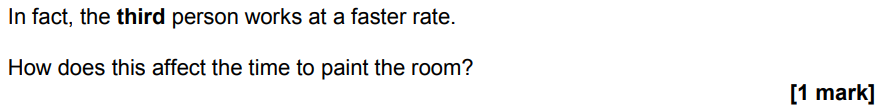 In fact, the third person works at a faster rate.
How does this affect the time to paint the room?
[1 mark]